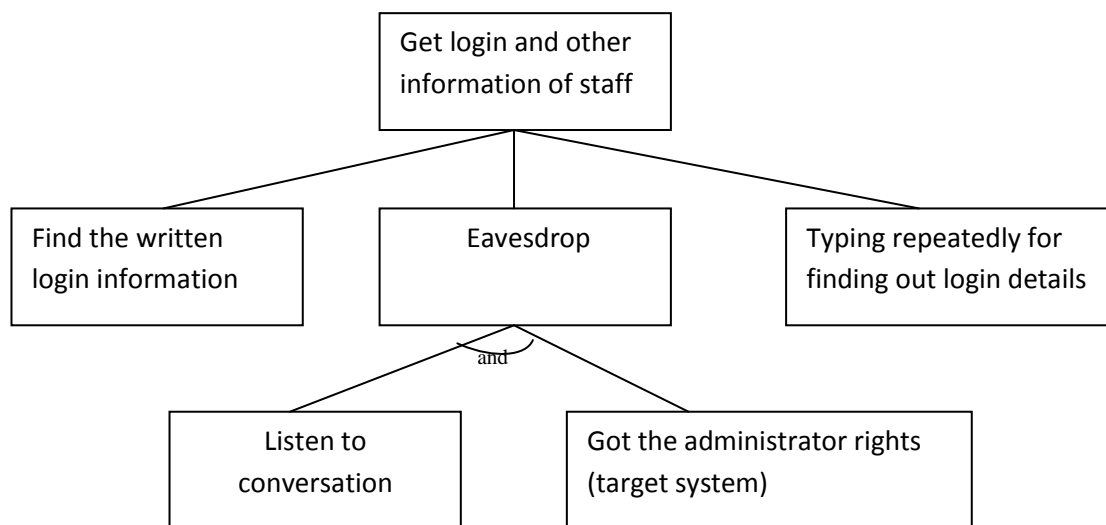 Get login and other
information of staff
Find the written
login information
Eavesdrop
Typing repeatedly for
finding out login details
and
Listen to
conversation
Got the administrator rights
(target system)